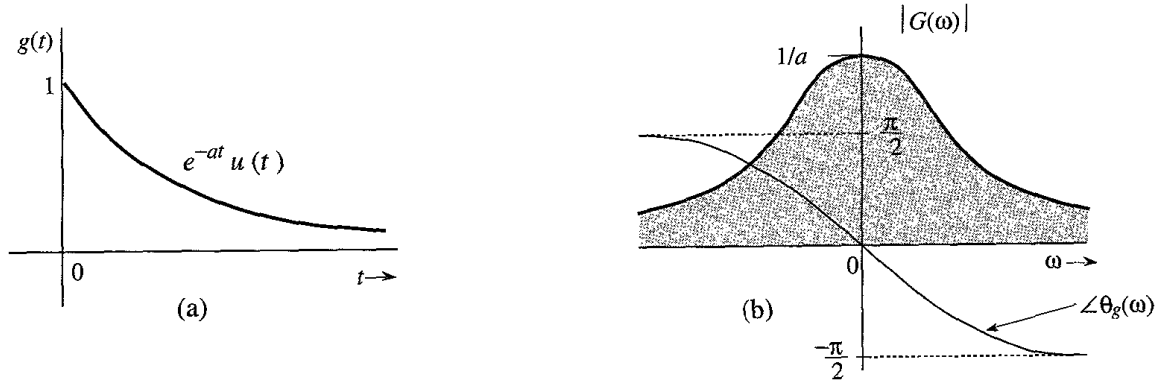 g(t)
1
e^{-at} u(t)
0
t→
(a)
|G(ω)|
1/a
π/2
0
ω→
(b)
∠θ_g(ω)
-π/2